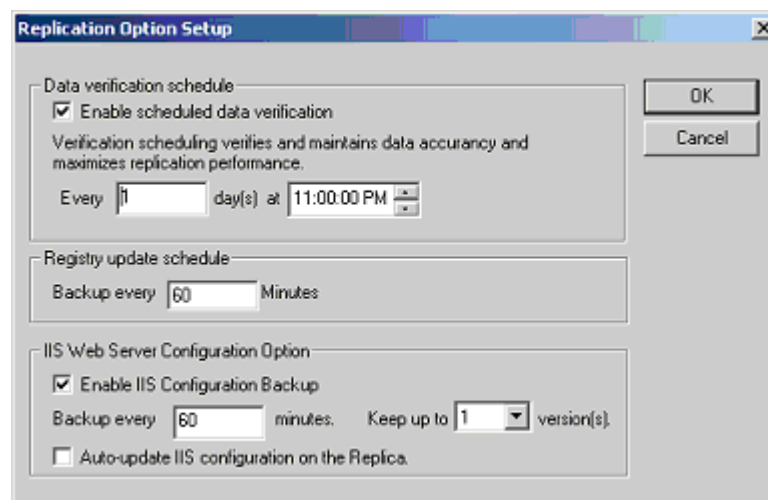 Replication Option Setup
Data verification schedule
Enable scheduled data verification
Verification scheduling verifies and maintains data accurancy and
maximizes replication performance.
Every 1 day(s) at 11:00:00 PM
Registry update schedule
Backup every 60 Minutes
IIS Web Server Configuration Option
Enable IIS Configuration Backup
Backup every 60 minutes. Keep up to 1 version(s).
Auto-update IIS configuration on the Replica.
OK
Cancel